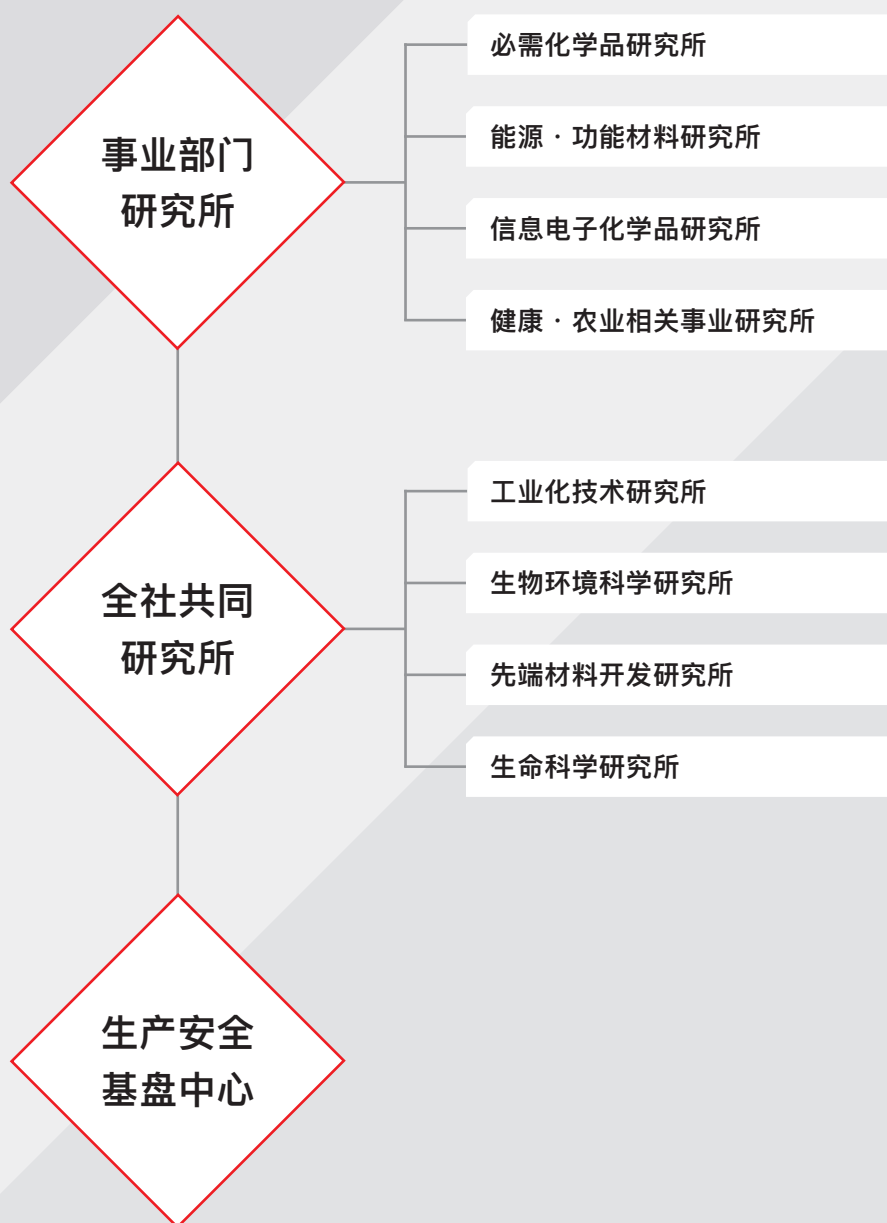 事业部门
研究所
必需化学品研究所
能源·功能材料研究所
信息电子化学品研究所
健康·农业相关事业研究所
全社共同
研究所
工业化技术研究所
生物环境科学研究所
先端材料开发研究所
生命科学研究所
生产安全
基盘中心